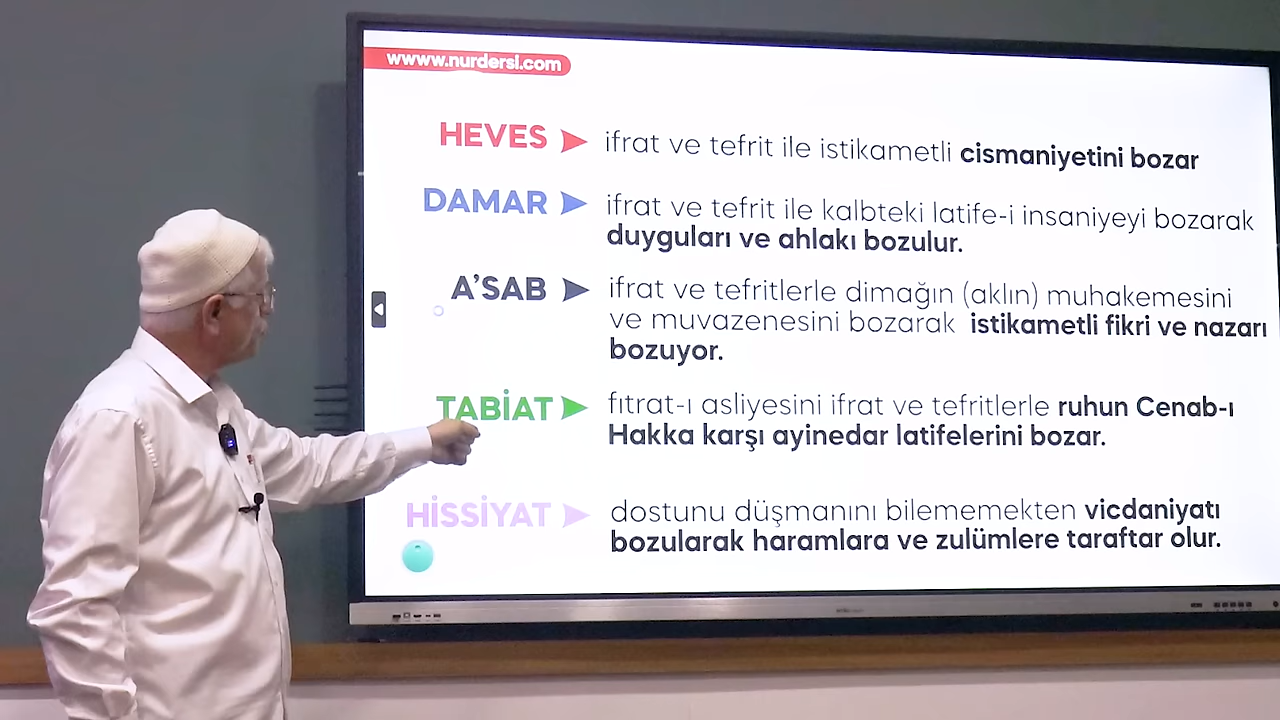 wwww.nurdersi.com
HEVES ifrat ve tefrit ile istikametli cismaniyetini bozar
DAMAR ifrat ve tefrit ile kalbteki latife-i insaniyeyi bozarak
duyguları ve ahlakı bozulur.
A'SAB ifrat ve tefritlerle dimağın (aklın) muhakemesini
ve muvazenesini bozarak istikametli fikri ve nazarı
bozuyor.
TABİAT fıtrat-ı asliyesini ifrat ve tefritlerle ruhun Cenab-ı
Hakka karşı ayinedar latifelerini bozar.
HİSSİYAT dostunu düşmanını bilememekten vicdaniyatı
bozularak haramlara ve zulümlere taraftar olur.